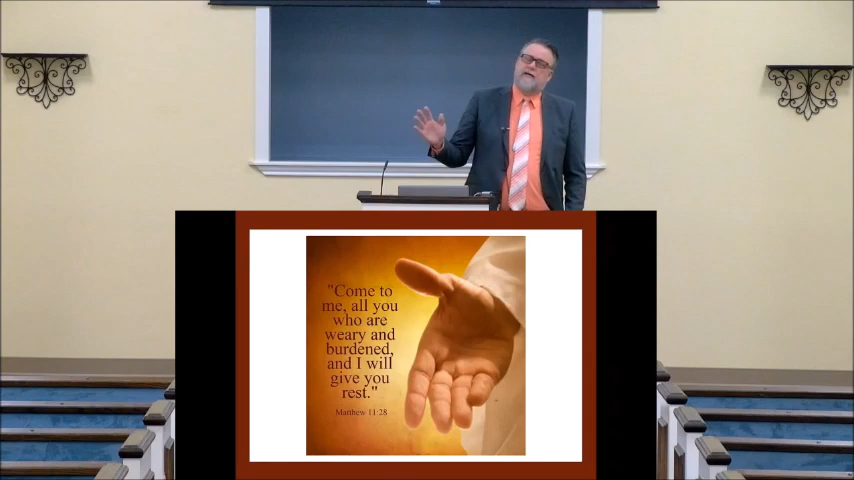 "Come to
me, all you
who are
weary and
burdened,
and I will
give you
rest."
Matthew 11:28